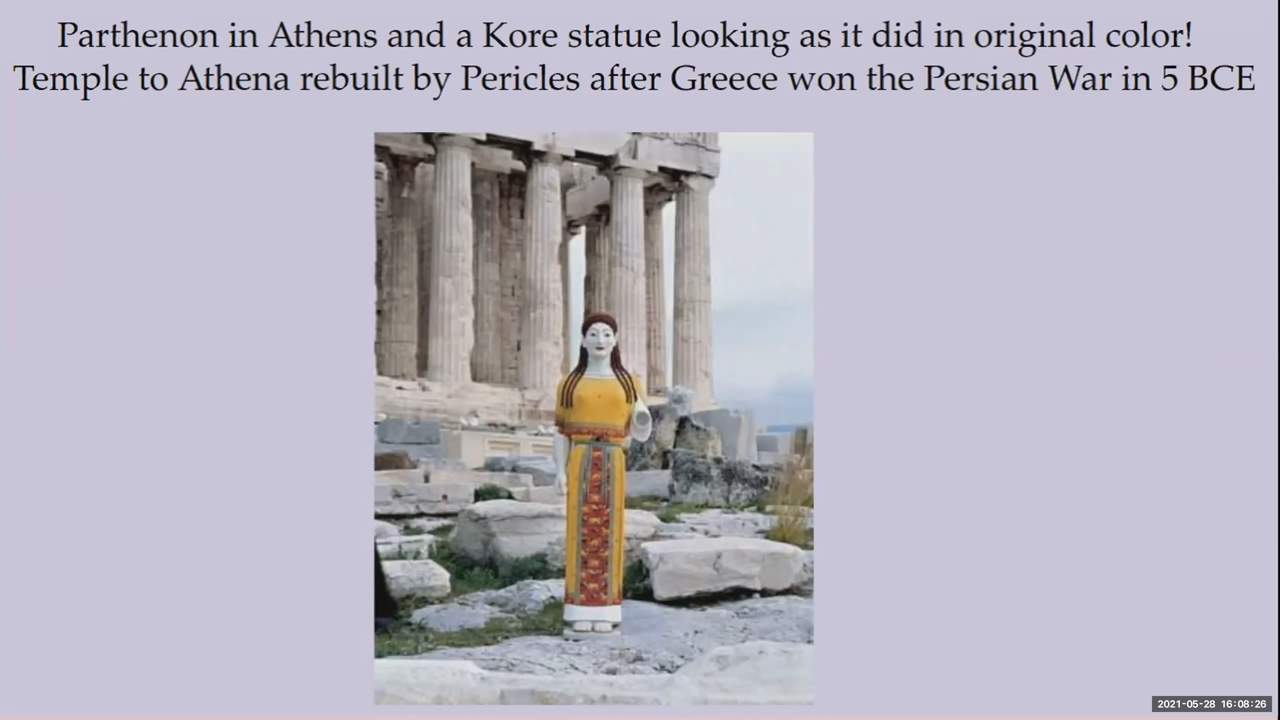 Parthenon in Athens and a Kore statue looking as it did in original color!
Temple to Athena rebuilt by Pericles after Greece won the Persian War in 5 BCE
2021-05-28 16:08:26